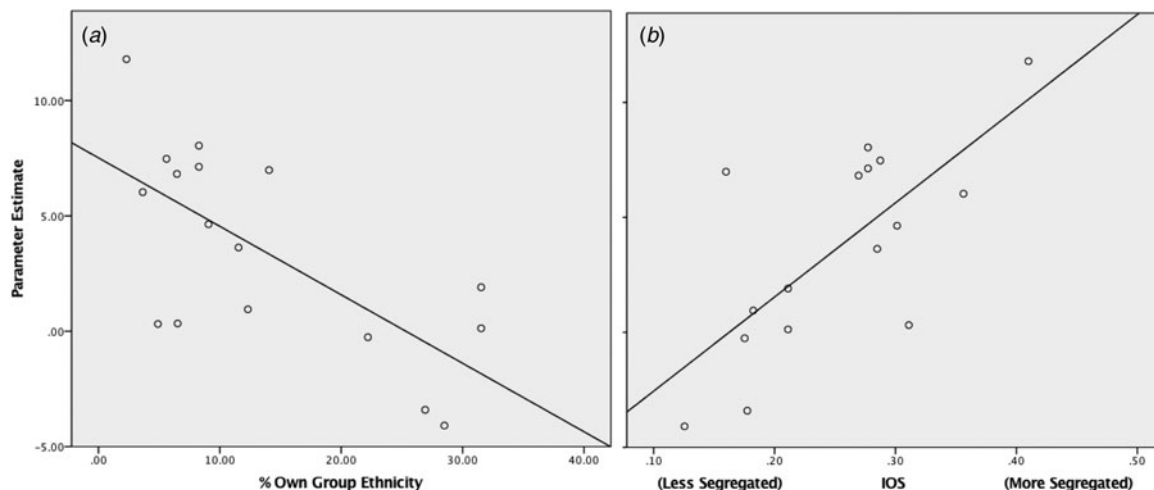 (a)
(b)
10.00
5.00
.00
−5.00
Parameter Estimate
.00 10.00 20.00 30.00 40.00
% Own Group Ethnicity
.10 .20 .30 .40 .50
(Less Segregated) IOS (More Segregated)